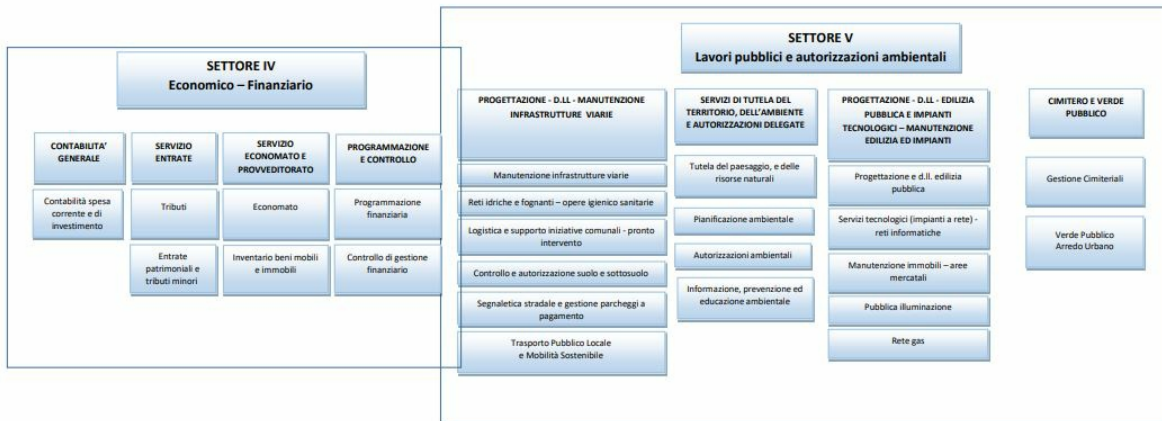 SETTORE IV
Economico – Finanziario
CONTABILITA'
GENERALE
Contabilità spesa
corrente e di
investimento
SERVIZIO
ENTRATE
Tributi
Entrate
patrimoniali e
tributi minori
SERVIZIO
ECONOMATO E
PROVVEDITORATO
Economato
Inventario beni mobili
e immobili
PROGRAMMAZIONE
E CONTROLLO
Programmazione
finanziaria
Controllo di gestione
finanziario
SETTORE V
Lavori pubblici e autorizzazioni ambientali
PROGETTAZIONE - D.LL - MANUTENZIONE
INFRASTRUTTURE VIARIE
Manutenzione infrastrutture viarie
Reti idriche e fognanti – opere igienico sanitarie
Logistica e supporto iniziative comunali - pronto
intervento
Controllo e autorizzazione suolo e sottosuolo
Segnaletica stradale e gestione parcheggi a
pagamento
Trasporto Pubblico Locale
e Mobilità Sostenibile
SERVIZI DI TUTELA DEL
TERRITORIO, DELL'AMBIENTE
E AUTORIZZAZIONI DELEGATE
Tutela del paesaggio, e delle
risorse naturali
Pianificazione ambientale
Autorizzazioni ambientali
Informazione, prevenzione ed
educazione ambientale
PROGETTAZIONE - D.LL - EDILIZIA
PUBBLICA E IMPIANTI
TECNOLOGICI – MANUTENZIONE
EDILIZIA ED IMPIANTI
Progettazione e d.ll. edilizia
pubblica
Servizi tecnologici (impianti a rete) -
reti informatiche
Manutenzione immobili – aree
mercatali
Pubblica illuminazione
Rete gas
CIMITERO E VERDE
PUBBLICO
Gestione Cimiteriali
Verde Pubblico
Arredo Urbano